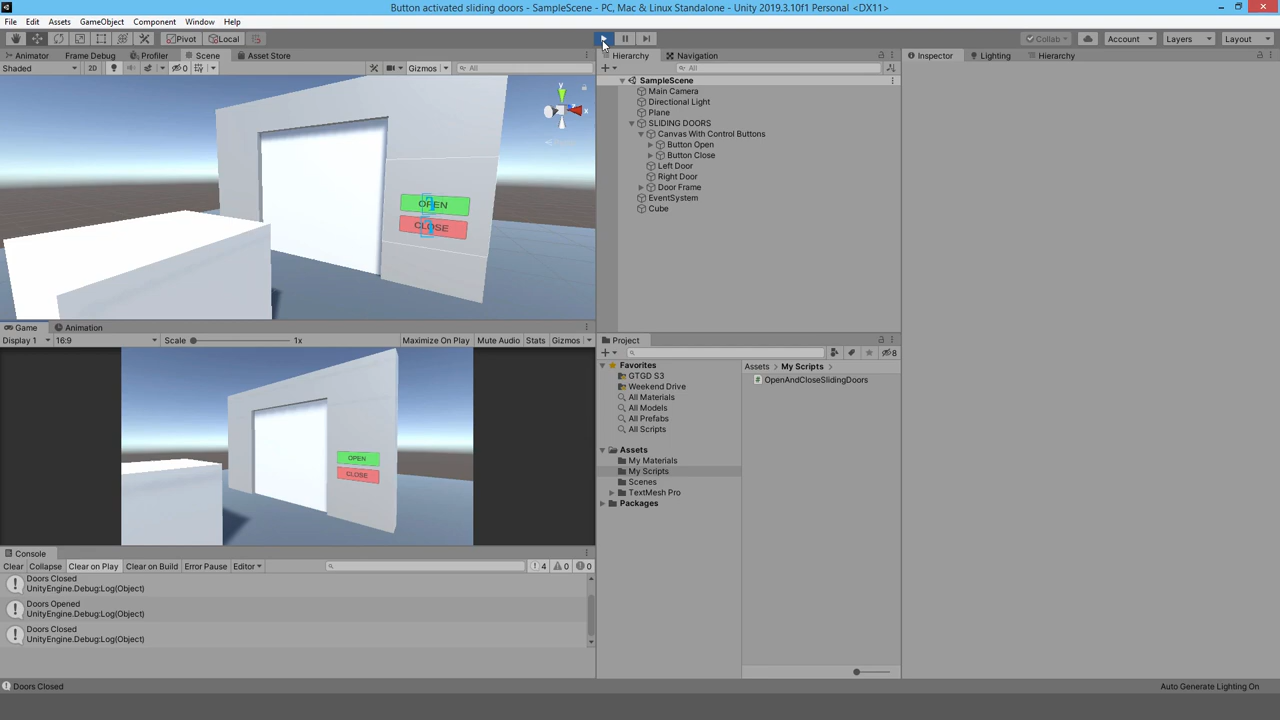 Button activated sliding doors - SampleScene - PC, Mac & Linux Standalone - Unity 2019.3.10f1 Personal <DX11>
File Edit Assets GameObject Component Window Help
Pivot Local Collab Account Layers Layout
Animator Frame Debug Profiler Scene Asset Store
Shaded 2D 0 Gizmos All
OPEN
CLOSE
Game Animation
Display 1 16:9 Scale 1x Maximize On Play Mute Audio Stats Gizmos
OPEN
CLOSE
Console
Clear Collapse Clear on Play Clear on Build Error Pause Editor 4 0 0
Doors Closed
UnityEngine.Debug:Log(Object)
Doors Opened
UnityEngine.Debug:Log(Object)
Doors Closed
UnityEngine.Debug:Log(Object)
Doors Closed
Hierarchy Navigation
All
SampleScene
Main Camera
Directional Light
Plane
SLIDING DOORS
Canvas With Control Buttons
Button Open
Button Close
Left Door
Right Door
Door Frame
EventSystem
Cube
Project
8
Favorites
GTGD S3
Weekend Drive
All Materials
All Models
All Prefabs
All Scripts
Assets
My Materials
My Scripts
Scenes
TextMesh Pro
Packages
Assets My Scripts
OpenAndCloseSlidingDoors
Inspector Lighting Hierarchy
Auto Generate Lighting On